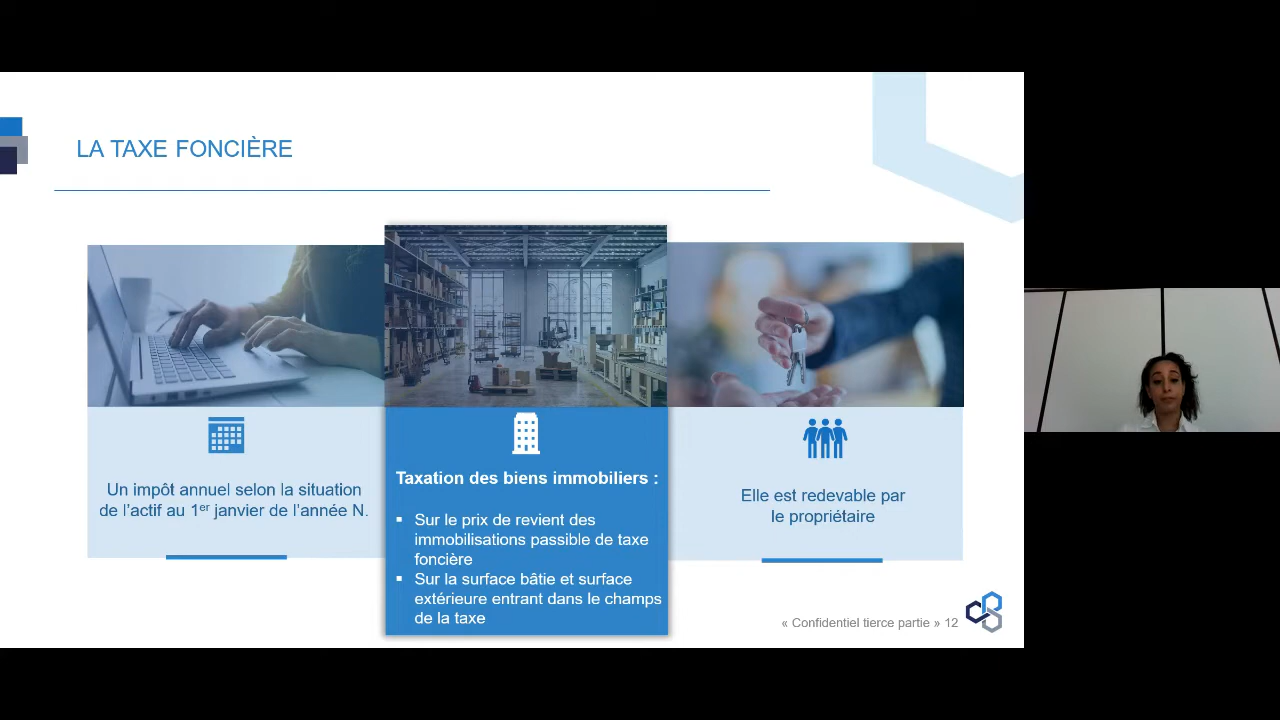 LA TAXE FONCIÈRE
Un impôt annuel selon la situation
de l'actif au 1er janvier de l'année N.
Taxation des biens immobiliers :
▪ Sur le prix de revient des
immobilisations passible de taxe
foncière
▪ Sur la surface bâtie et surface
extérieure entrant dans le champs
de la taxe
Elle est redevable par
le propriétaire
« Confidentiel tierce partie » 12